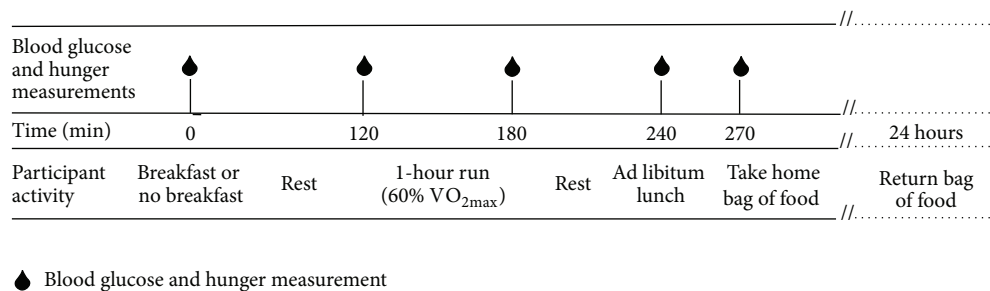 Blood glucose
and hunger
measurements
Time (min) 0 120 180 240 270 24 hours
Participant
activity
Breakfast or
no breakfast
Rest
1-hour run
(60% VO2max)
Rest
Ad libitum
lunch
Take home
bag of food
Return bag
of food
Blood glucose and hunger measurement